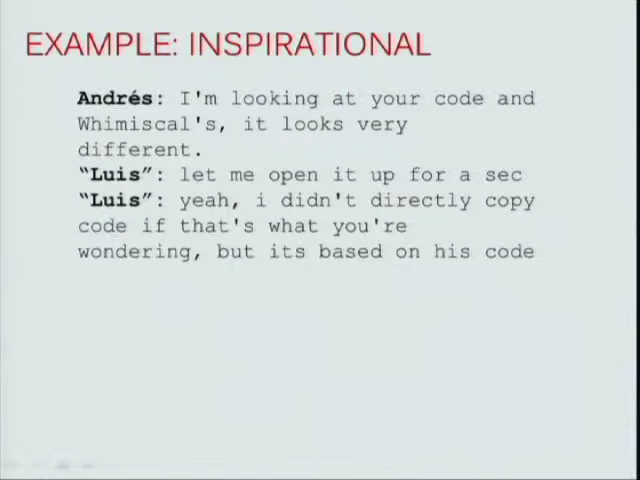 EXAMPLE: INSPIRATIONAL
Andrés: I'm looking at your code and
Whimiscal's, it looks very
different.
“Luis”: let me open it up for a sec
“Luis”: yeah, i didn't directly copy
code if that's what you're
wondering, but its based on his code